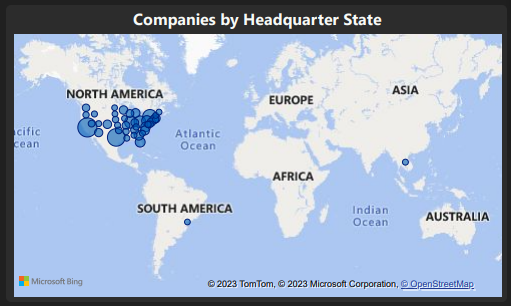 Companies by Headquarter State
NORTH AMERICA
EUROPE
ASIA
acific
cean
Atlantic
Ocean
AFRICA
SOUTH AMERICA
Indian
Ocean
AUSTRALIA
Microsoft Bing
© 2023 TomTom, © 2023 Microsoft Corporation, © OpenStreetMap